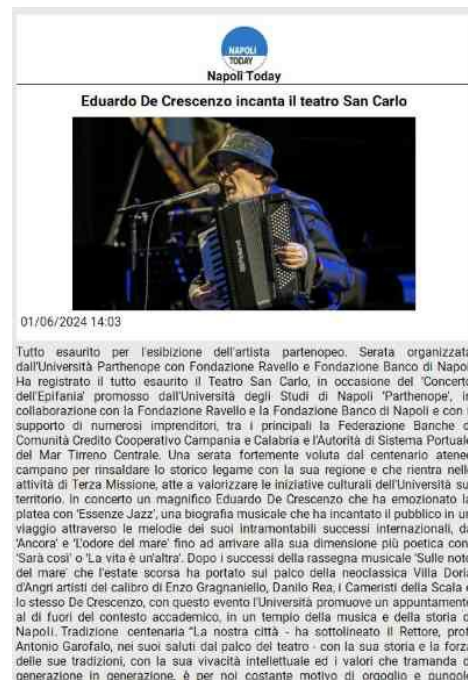 NAPOLI
TODAY
Napoli Today
Eduardo De Crescenzo incanta il teatro San Carlo
01/06/2024 14:03
Tutto esaurito per l'esibizione dell'artista partenopeo. Serata organizzata
dall'Università Parthenope con Fondazione Ravello e Fondazione Banco di Napol
Ha registrato il tutto esaurito il Teatro San Carlo, in occasione del 'Concerto
dell'Epifania' promosso dall'Università degli Studi di Napoli 'Parthenope', in
collaborazione con la Fondazione Ravello e la Fondazione Banco di Napoli e con i
supporto di numerosi imprenditori, tra i principali la Federazione Banche d
Comunità Credito Cooperativo Campania e Calabria e l'Autorità di Sistema Portuale
del Mar Tirreno Centrale. Una serata fortemente voluta dal centenario ateneo
campano per rinsaldare lo storico legame con la sua regione e che rientra nelle
attività di Terza Missione, atte a valorizzare le iniziative culturali dell'Università su
territorio. In concerto un magnifico Eduardo De Crescenzo che ha emozionato la
platea con 'Essenze Jazz', una biografia musicale che ha incantato il pubblico in un
viaggio attraverso le melodie dei suoi intramontabili successi internazionali, da
'Ancora' e 'L'odore del mare' fino ad arrivare alla sua dimensione più poetica con
'Sarà così' o 'La vita è un'altra'. Dopo i successi della rassegna musicale 'Sulle note
del mare' che l'estate scorsa ha portato sul palco della neoclassica Villa Doria
d'Angri artisti del calibro di Enzo Gragnaniello, Danilo Rea, i Cameristi della Scala e
lo stesso De Crescenzo, con questo evento l'Università promuove un appuntamento
al di fuori del contesto accademico, in un tempio della musica e della storia d
Napoli. Tradizione centenaria "La nostra città - ha sottolineato il Rettore, prof
Antonio Garofalo, nei suoi saluti dal palco del teatro - con la sua storia e la forza
delle sue tradizioni, con la sua vivacità intellettuale ed i valori che tramanda d
generazione in generazione, è per noi costante motivo di orgoglio e pungolo